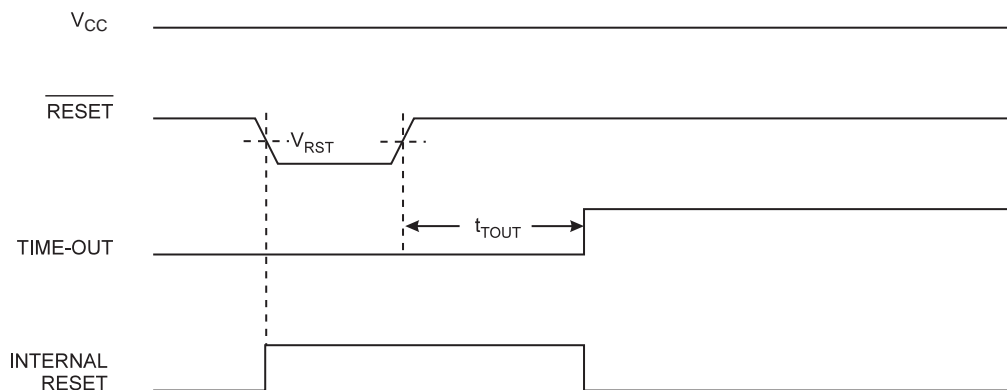 VCC
RESET
VRST
tTOUT
TIME-OUT
INTERNAL
RESET